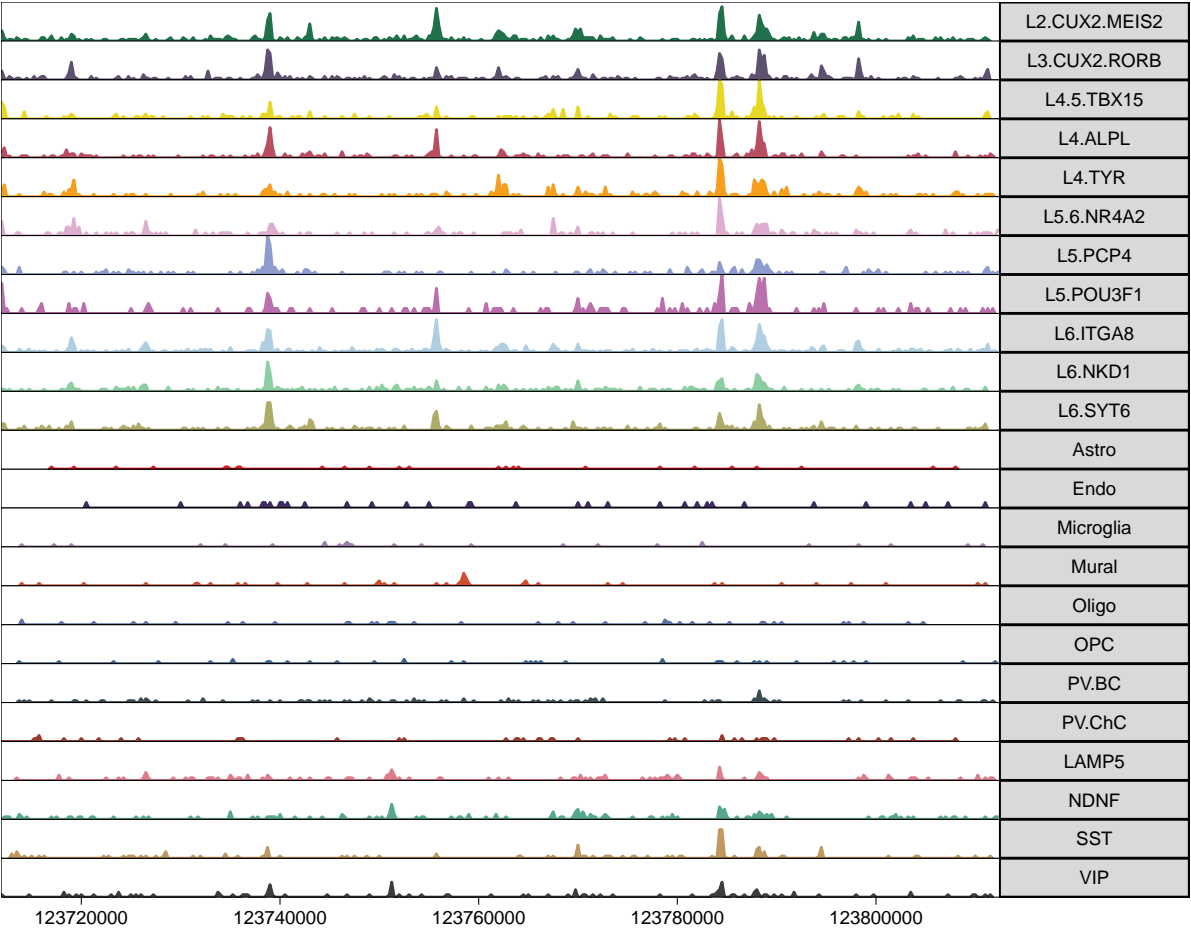 L2.CUX2.MEIS2
L3.CUX2.RORB
L4.5.TBX15
L4.ALPL
L4.TYR
L5.6.NR4A2
L5.PCP4
L5.POU3F1
L6.ITGA8
L6.NKD1
L6.SYT6
Astro
Endo
Microglia
Mural
Oligo
OPC
PV.BC
PV.ChC
LAMP5
NDNF
SST
VIP
123720000 123740000 123760000 123780000 123800000